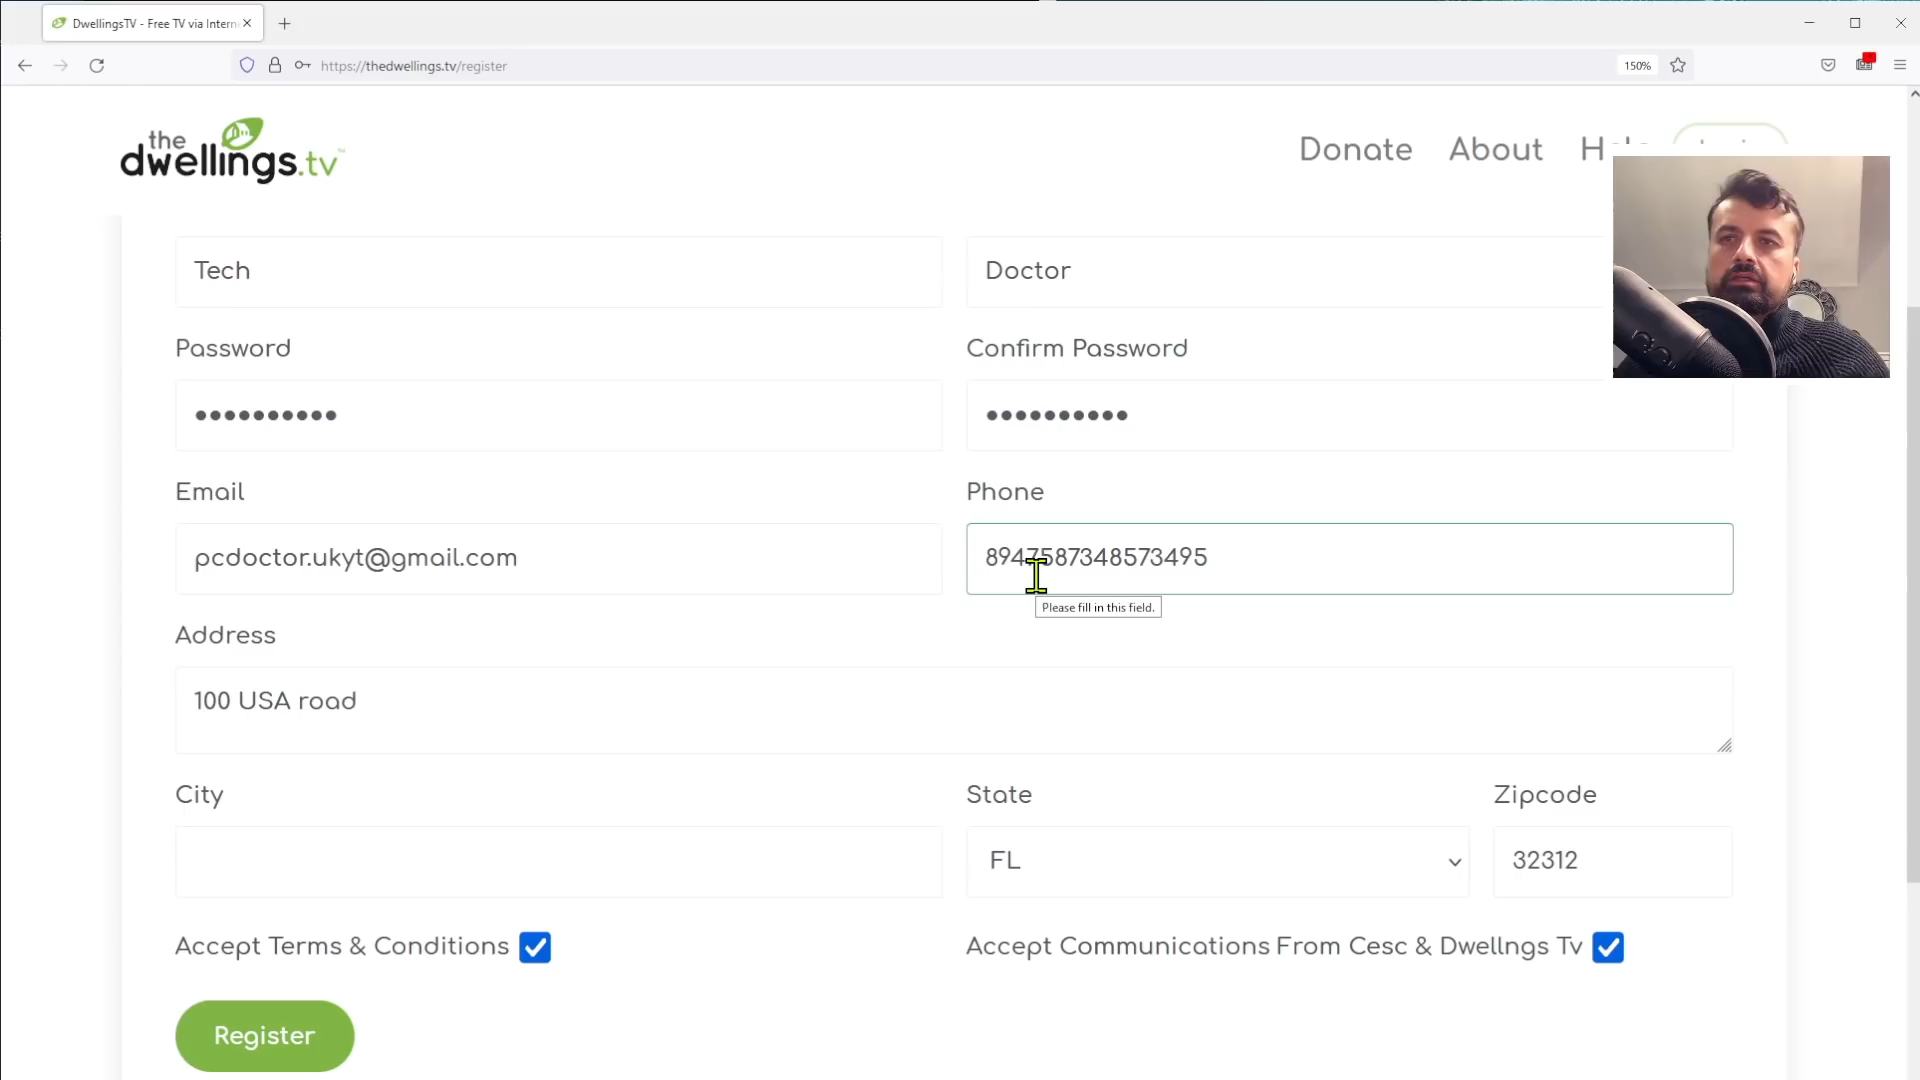 DwellingsTV - Free TV via Intern
https://thedwellings.tv/register
150%
the
dwellings.tv
Donate About
Tech Doctor
Password Confirm Password
●●●●●●●●●● ●●●●●●●●●●
Email Phone
pcdoctor.ukyt@gmail.com 8947587348573495
Please fill in this field.
Address
100 USA road
City State Zipcode
FL 32312
Accept Terms & Conditions Accept Communications From Cesc & Dwellngs Tv
Register